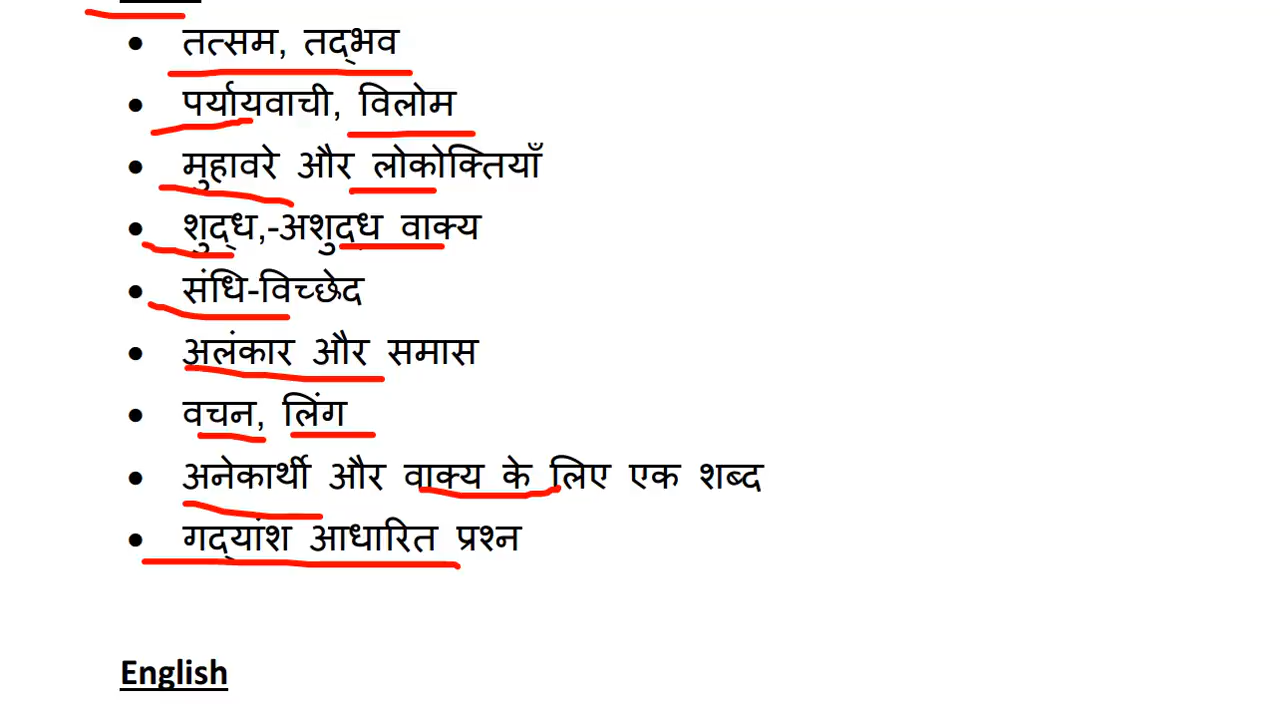 • तत्सम, तद्भव
• पर्यायवाची, विलोम
• मुहावरे और लोकोक्तियाँ
• शुद्ध,-अशुद्ध वाक्य
• संधि-विच्छेद
• अलंकार और समास
• वचन, लिंग
• अनेकार्थी और वाक्य के लिए एक शब्द
• गद्यांश आधारित प्रश्न
English